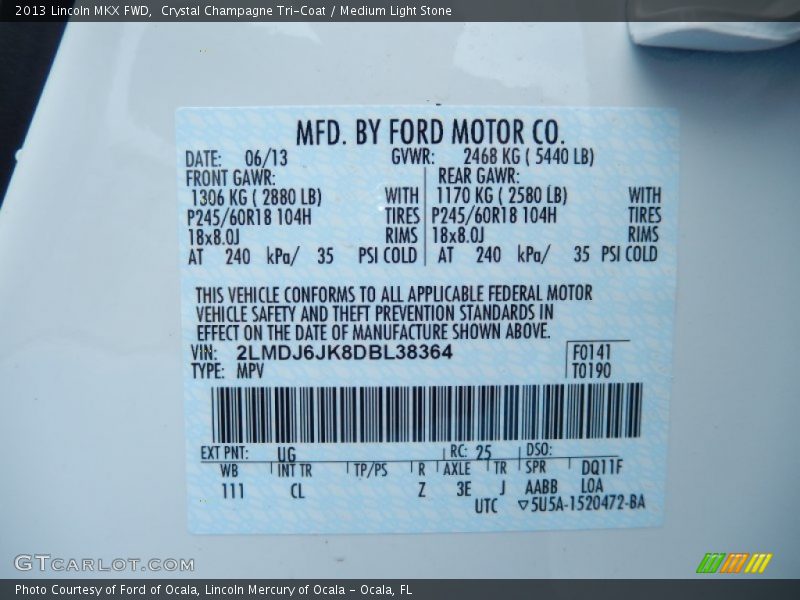 2013 Lincoln MKX FWD, Crystal Champagne Tri-Coat / Medium Light Stone
MFD. BY FORD MOTOR CO.
DATE: 06/13 GVWR: 2468 KG ( 5440 LB)
FRONT GAWR: REAR GAWR:
1306 KG ( 2880 LB) WITH 1170 KG ( 2580 LB) WITH
P245/60R18 104H TIRES P245/60R18 104H TIRES
18x8.0J RIMS 18x8.0J RIMS
AT 240 kPa/ 35 PSI COLD AT 240 kPa/ 35 PSI COLD
THIS VEHICLE CONFORMS TO ALL APPLICABLE FEDERAL MOTOR
VEHICLE SAFETY AND THEFT PREVENTION STANDARDS IN
EFFECT ON THE DATE OF MANUFACTURE SHOWN ABOVE.
VIN: 2LMDJ6JK8DBL38364 F0141
TYPE: MPV T0190
EXT PNT: UG RC: 25 DSO:
WB INT TR TP/PS R AXLE TR SPR DQ11F
111 CL Z 3E J AABB LOA
UTC ▽5U5A-1520472-BA
GTCARLOT.COM
Photo Courtesy of Ford of Ocala, Lincoln Mercury of Ocala - Ocala, FL